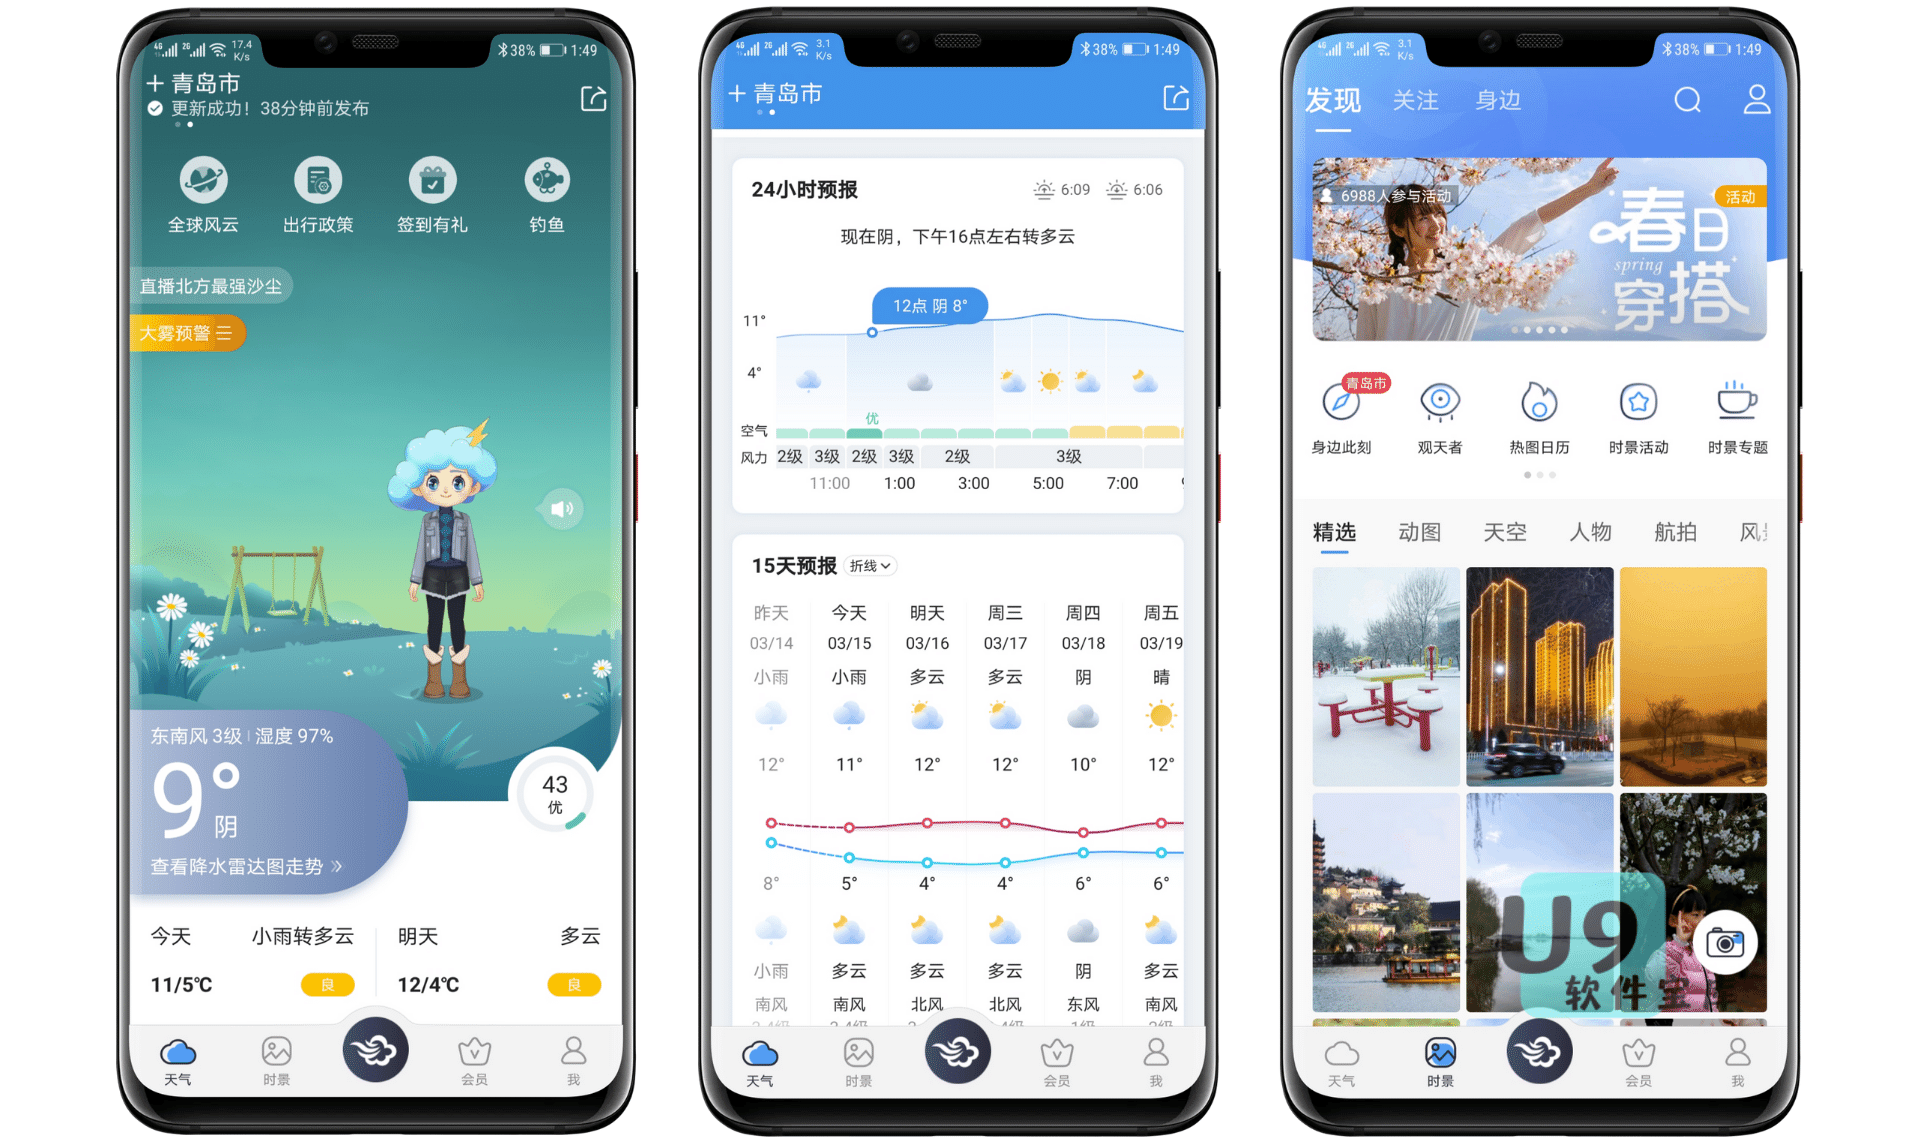 4G 2G 17.4 K/s 38% 1:49
青岛市
更新成功！38分钟前发布
全球风云 出行政策 签到有礼 钓鱼
直播北方最强沙尘
大雾预警
东南风 3级 湿度 97%
9°
阴
43
优
查看降水雷达图走势
今天 小雨转多云 明天 多云
11/5℃ 良 12/4℃ 良
天气 时景 会员 我
4G 2G 3.1 K/s 38% 1:49
青岛市
24小时预报 6:09 6:06
现在阴，下午16点左右转多云
12点 阴 8°
11°
4°
优
空气
风力 2级 3级 2级 3级 2级 3级
11:00 1:00 3:00 5:00 7:00
15天预报 折线
昨天 今天 明天 周三 周四 周五
03/14 03/15 03/16 03/17 03/18 03/19
小雨 小雨 多云 多云 阴 晴
12° 11° 12° 12° 10° 12°
8° 5° 4° 4° 6° 6°
小雨 多云 多云 多云 阴 多云
南风 南风 北风 北风 东风 南风
天气 时景 会员 我
4G 2G 3.1 K/s 38% 1:49
发现 关注 身边
6988人参与活动
活动
春日
spring
穿搭
青岛市
身边此刻 观天者 热图日历 时景活动 时景专题
精选 动图 天空 人物 航拍 风景
U9
软件宝库
天气 时景 会员 我